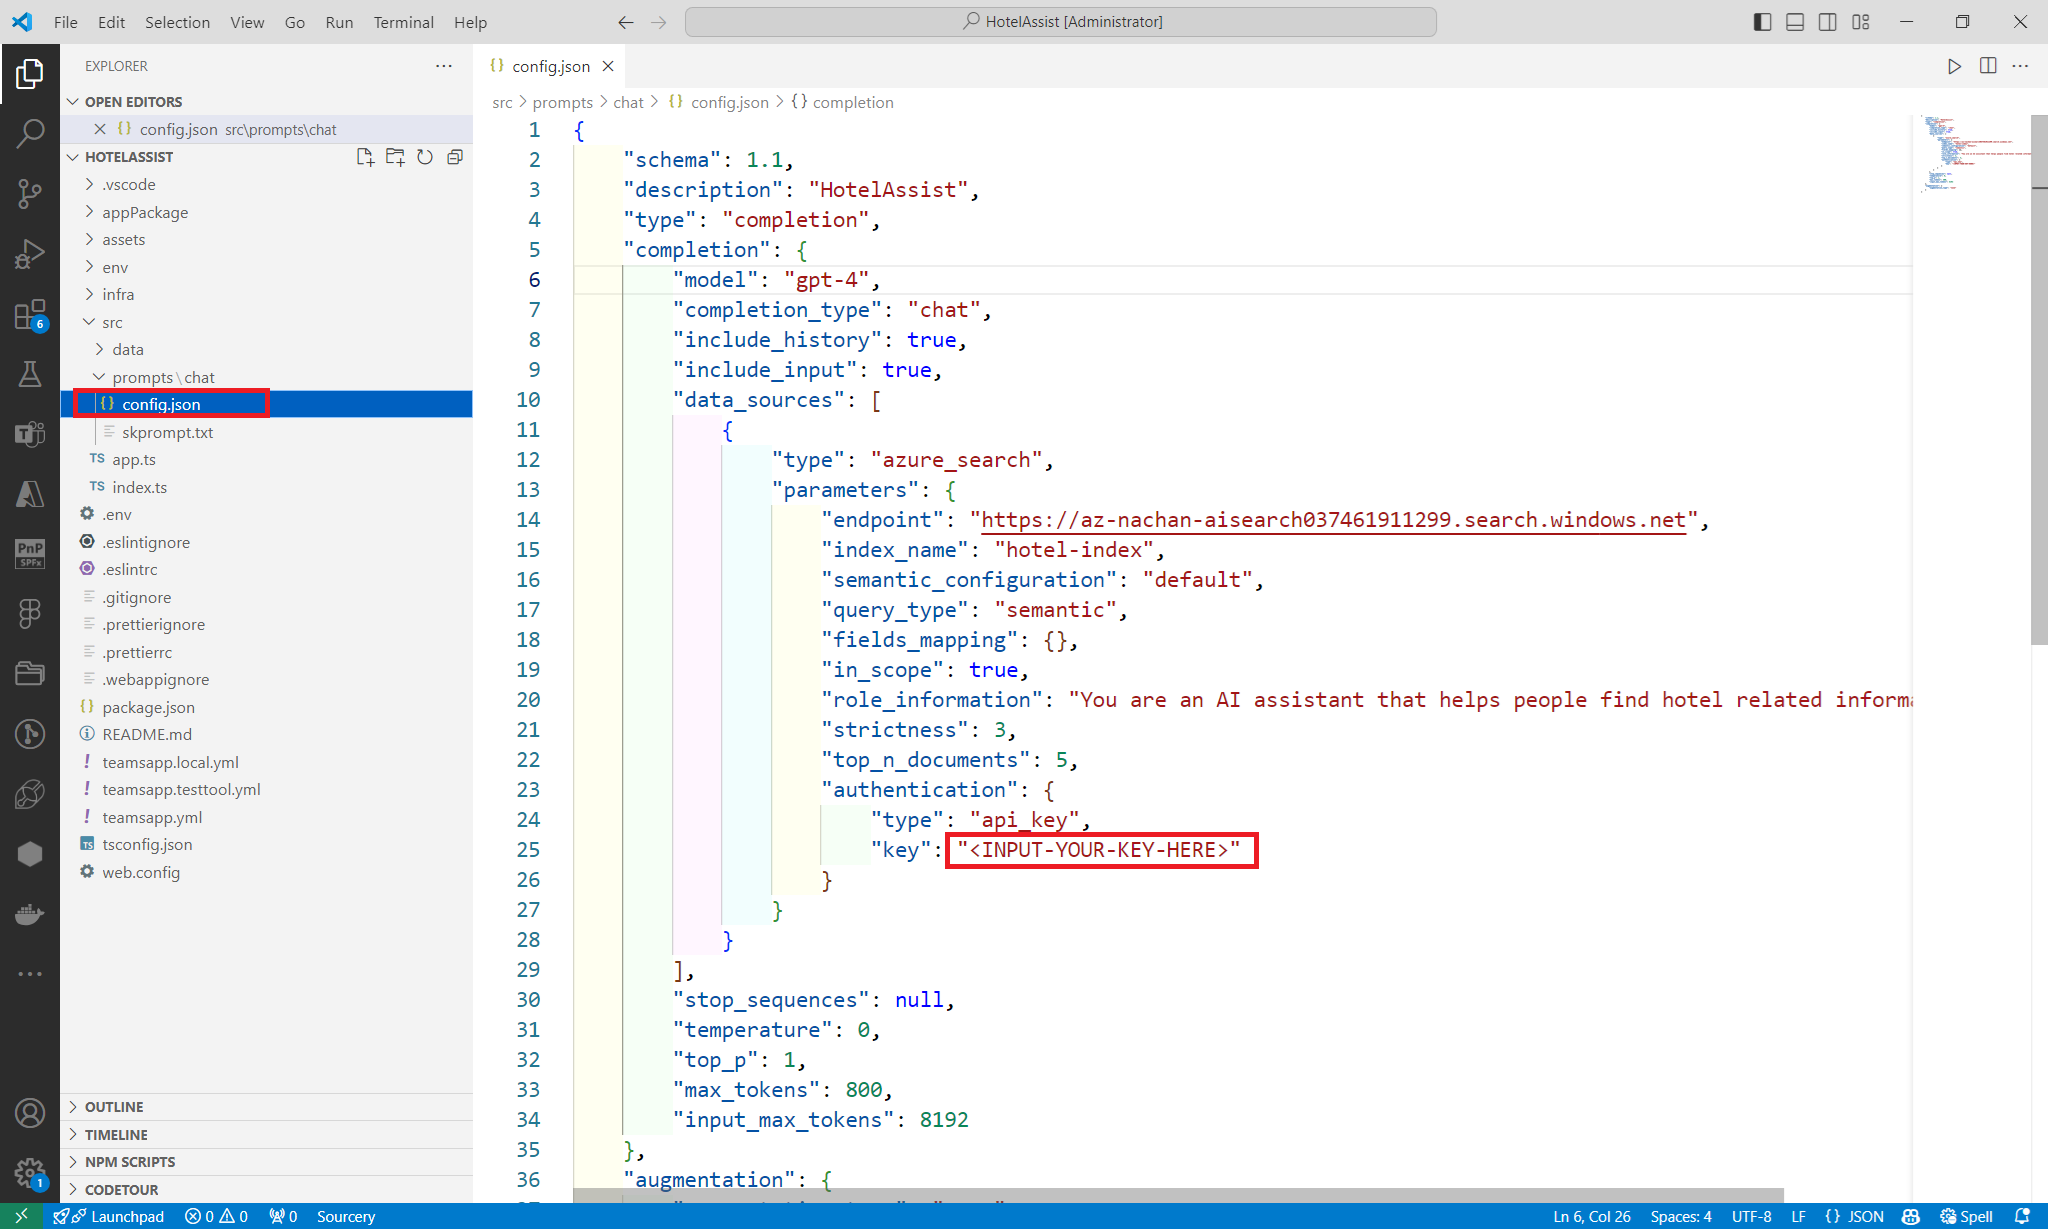 File Edit Selection View Go Run Terminal Help
HotelAssist [Administrator]
EXPLORER
OPEN EDITORS
config.json src\prompts\chat
HOTELASSIST
.vscode
appPackage
assets
env
infra
src
data
prompts\chat
config.json
skprompt.txt
TS app.ts
TS index.ts
.env
.eslintignore
.eslintrc
.gitignore
.prettierignore
.prettierrc
.webappignore
package.json
README.md
teamsapp.local.yml
teamsapp.testtool.yml
teamsapp.yml
tsconfig.json
web.config
OUTLINE
TIMELINE
NPM SCRIPTS
CODETOUR
6
PnP
SPFx
1
{} config.json
src > prompts > chat > {} config.json > {} completion
1 {
2 "schema": 1.1,
3 "description": "HotelAssist",
4 "type": "completion",
5 "completion": {
6 "model": "gpt-4",
7 "completion_type": "chat",
8 "include_history": true,
9 "include_input": true,
10 "data_sources": [
11 {
12 "type": "azure_search",
13 "parameters": {
14 "endpoint": "https://az-nachan-aisearch037461911299.search.windows.net",
15 "index_name": "hotel-index",
16 "semantic_configuration": "default",
17 "query_type": "semantic",
18 "fields_mapping": {},
19 "in_scope": true,
20 "role_information": "You are an AI assistant that helps people find hotel related
21 "strictness": 3,
22 "top_n_documents": 5,
23 "authentication": {
24 "type": "api_key",
25 "key": "<INPUT-YOUR-KEY-HERE>"
26 }
27 }
28 }
29 ],
30 "stop_sequences": null,
31 "temperature": 0,
32 "top_p": 1,
33 "max_tokens": 800,
34 "input_max_tokens": 8192
35 },
36 "augmentation": {
Launchpad 0 0 0 Sourcery
Ln 6, Col 26 Spaces: 4 UTF-8 LF {} JSON Spell